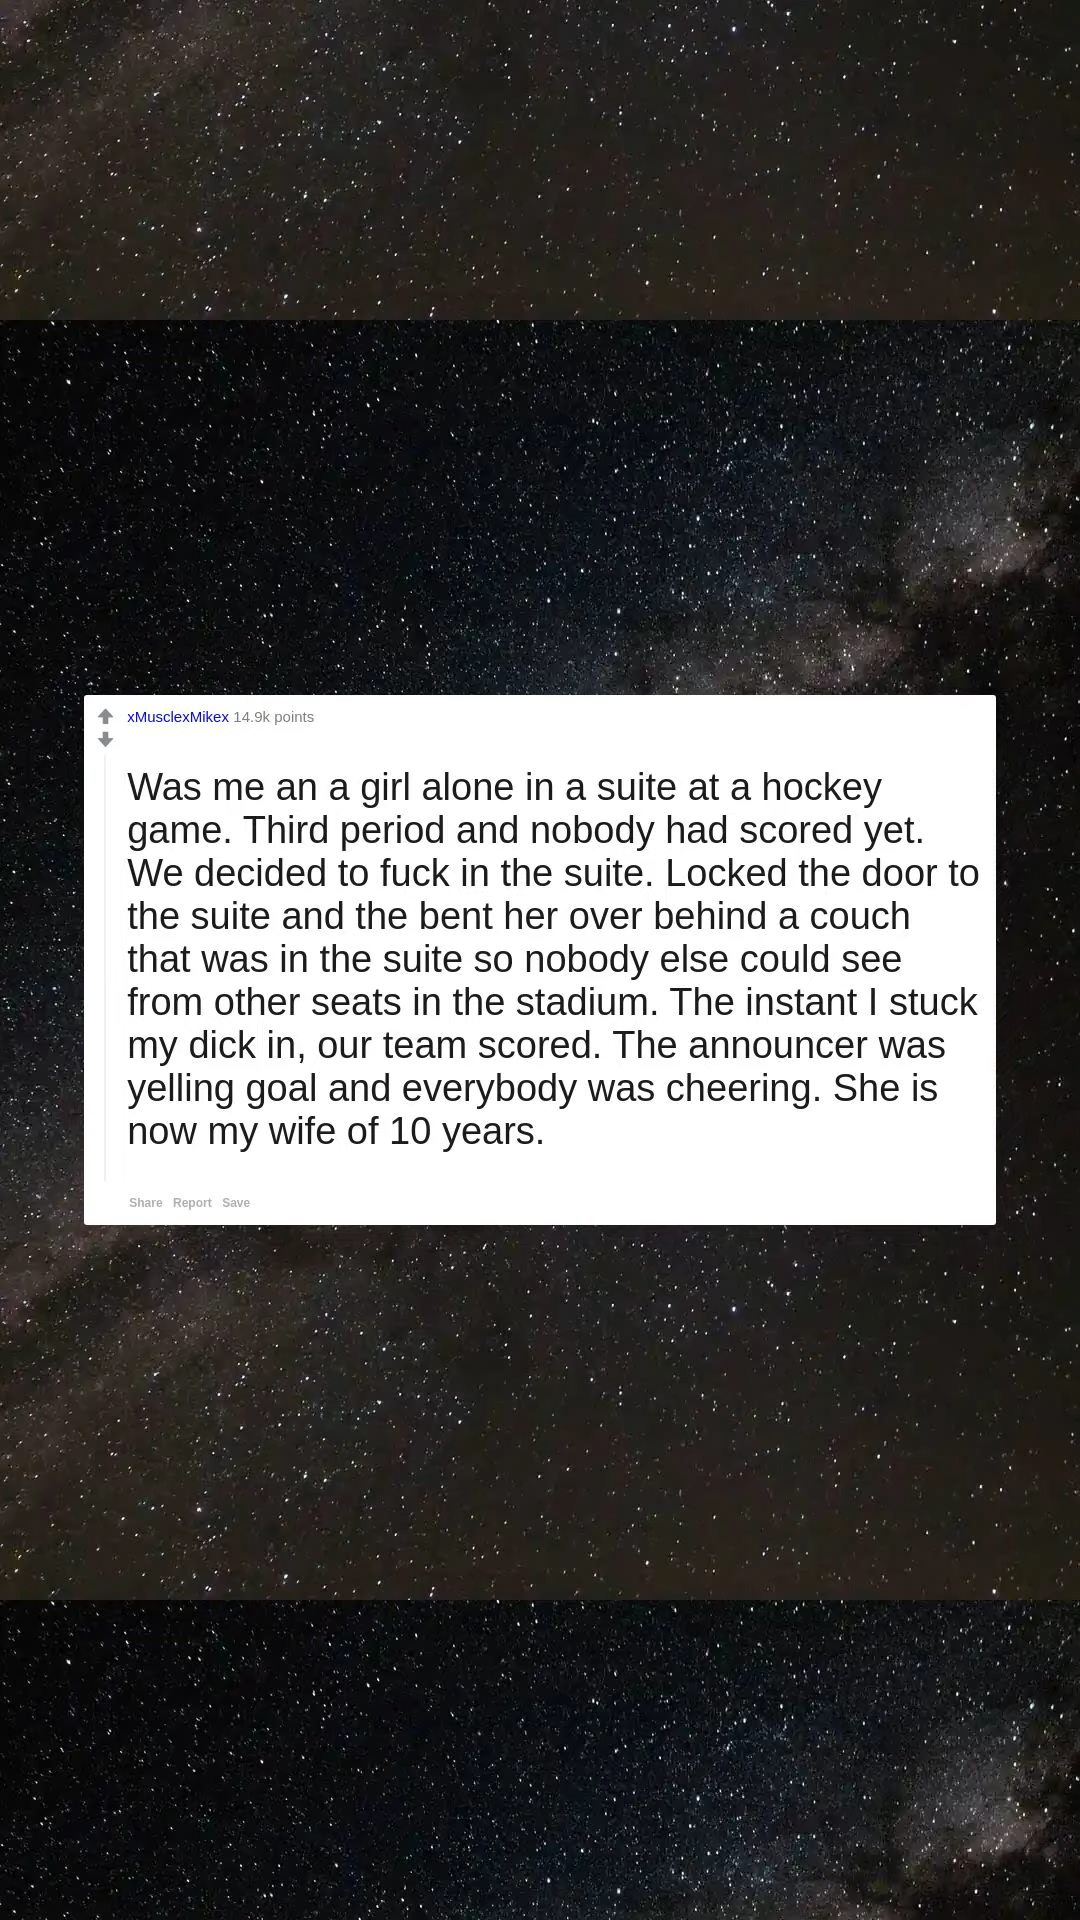 xMusclexMikex 14.9k points
Was me an a girl alone in a suite at a hockey
game. Third period and nobody had scored yet.
We decided to fuck in the suite. Locked the door to
the suite and the bent her over behind a couch
that was in the suite so nobody else could see
from other seats in the stadium. The instant I stuck
my dick in, our team scored. The announcer was
yelling goal and everybody was cheering. She is
now my wife of 10 years.
Share Report Save